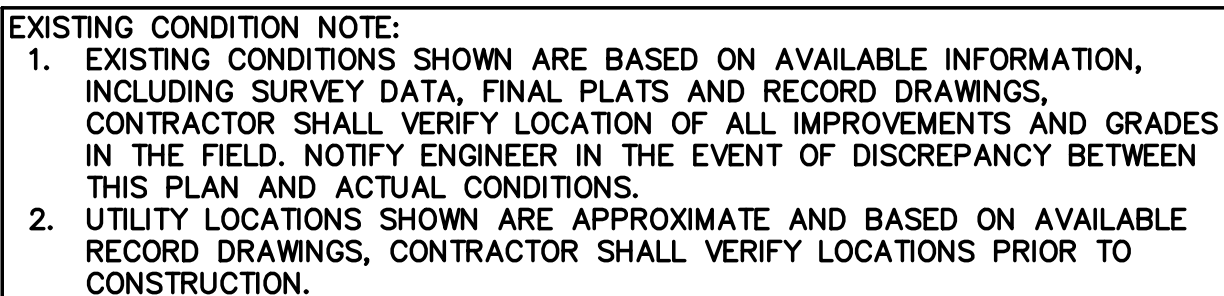 EXISTING CONDITION NOTE:
1. EXISTING CONDITIONS SHOWN ARE BASED ON AVAILABLE INFORMATION,
INCLUDING SURVEY DATA, FINAL PLATS AND RECORD DRAWINGS,
CONTRACTOR SHALL VERIFY LOCATION OF ALL IMPROVEMENTS AND GRADES
IN THE FIELD. NOTIFY ENGINEER IN THE EVENT OF DISCREPANCY BETWEEN
THIS PLAN AND ACTUAL CONDITIONS.
2. UTILITY LOCATIONS SHOWN ARE APPROXIMATE AND BASED ON AVAILABLE
RECORD DRAWINGS, CONTRACTOR SHALL VERIFY LOCATIONS PRIOR TO
CONSTRUCTION.